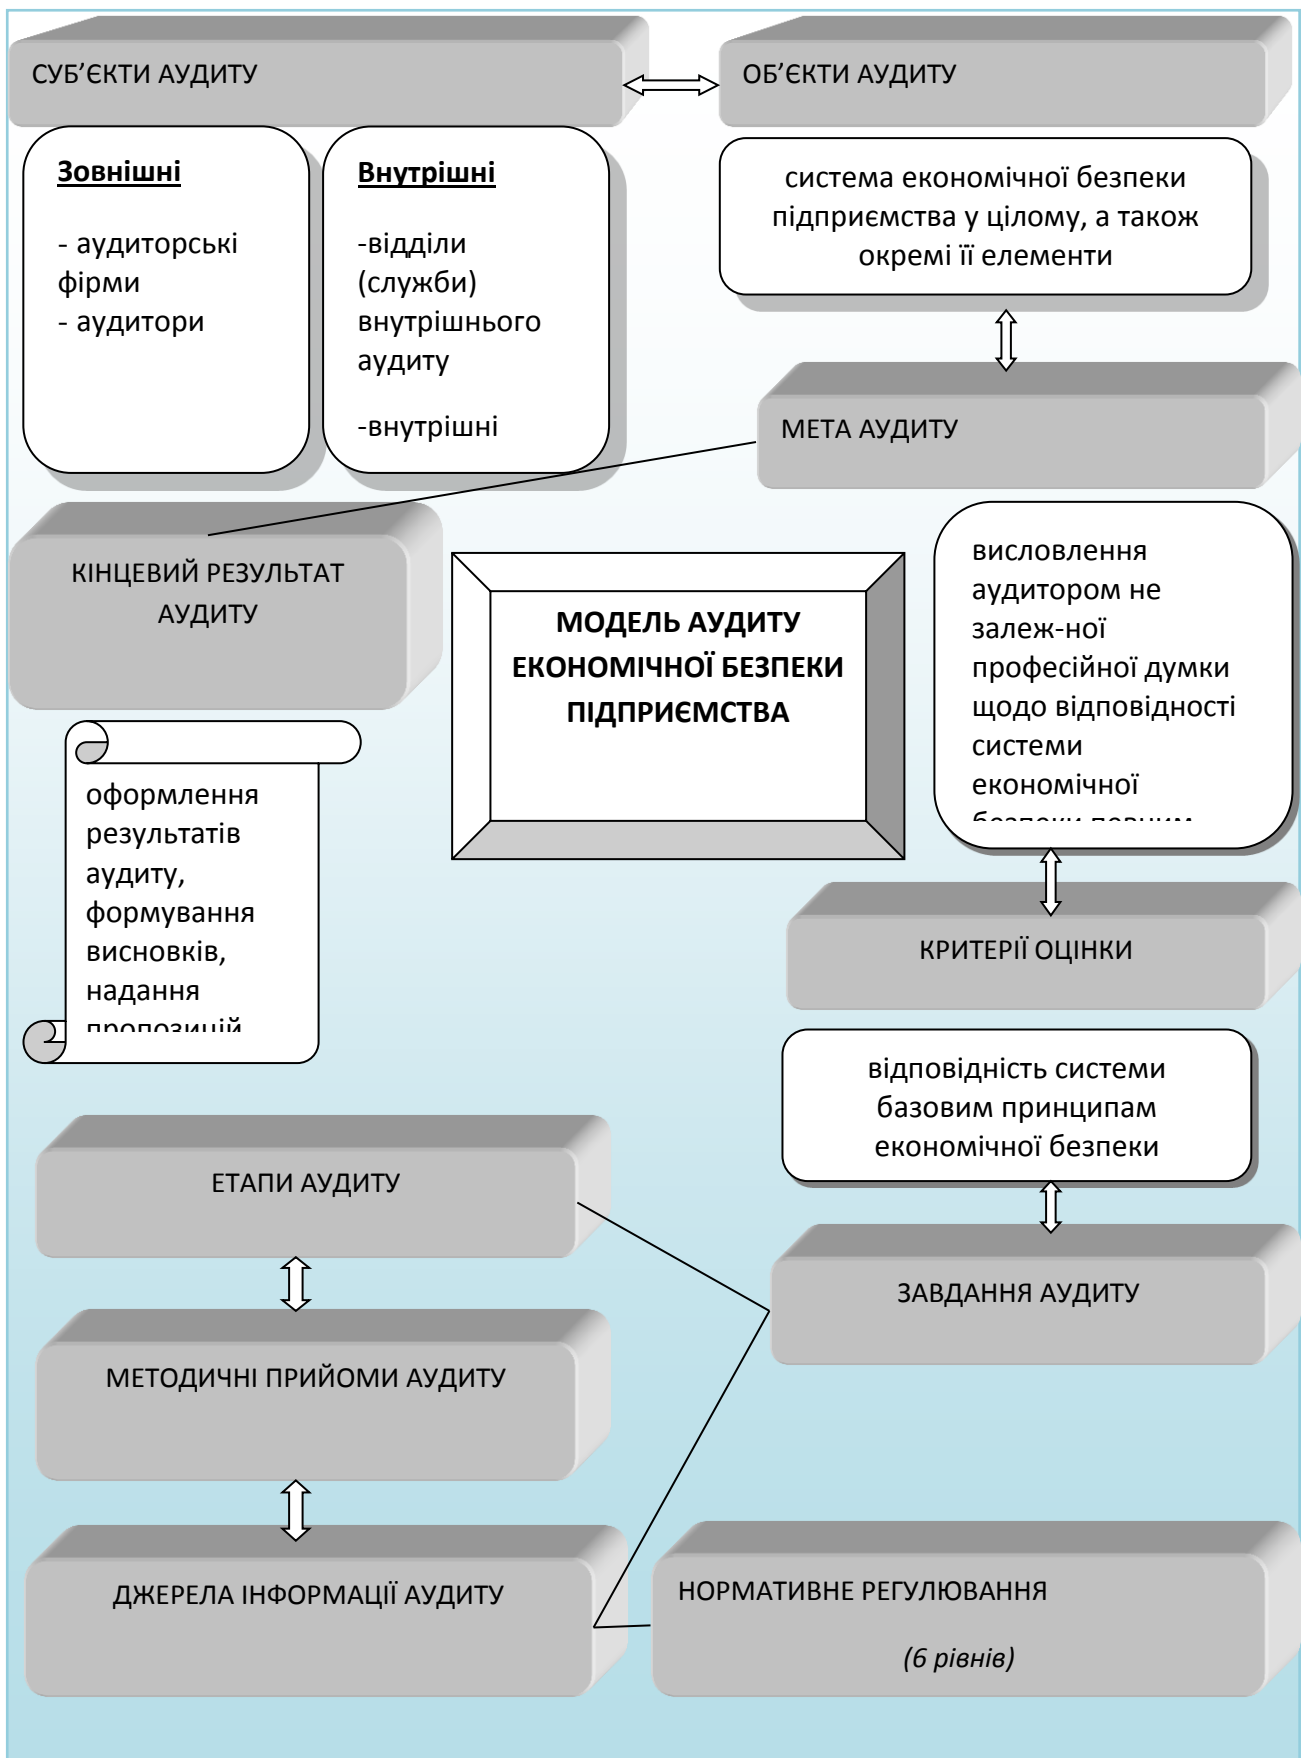 СУБ’ЄКТИ АУДИТУ
ОБ’ЄКТИ АУДИТУ
Зовнішні
- аудиторські
фірми
- аудитори
Внутрішні
-відділи
(служби)
внутрішнього
аудиту
-внутрішні
система економічної безпеки
підприємства у цілому, а також
окремі її елементи
МЕТА АУДИТУ
КІНЦЕВИЙ РЕЗУЛЬТАТ
АУДИТУ
МОДЕЛЬ АУДИТУ
ЕКОНОМІЧНОЇ БЕЗПЕКИ
ПІДПРИЄМСТВА
висловлення
аудитором не
залеж-ної
професійної думки
щодо відповідності
системи
економічної
безпеки певним
оформлення
результатів
аудиту,
формування
висновків,
надання
пропозицій
КРИТЕРІЇ ОЦІНКИ
відповідність системи
базовим принципам
економічної безпеки
ЕТАПИ АУДИТУ
ЗАВДАННЯ АУДИТУ
МЕТОДИЧНІ ПРИЙОМИ АУДИТУ
ДЖЕРЕЛА ІНФОРМАЦІЇ АУДИТУ
НОРМАТИВНЕ РЕГУЛЮВАННЯ
(6 рівнів)